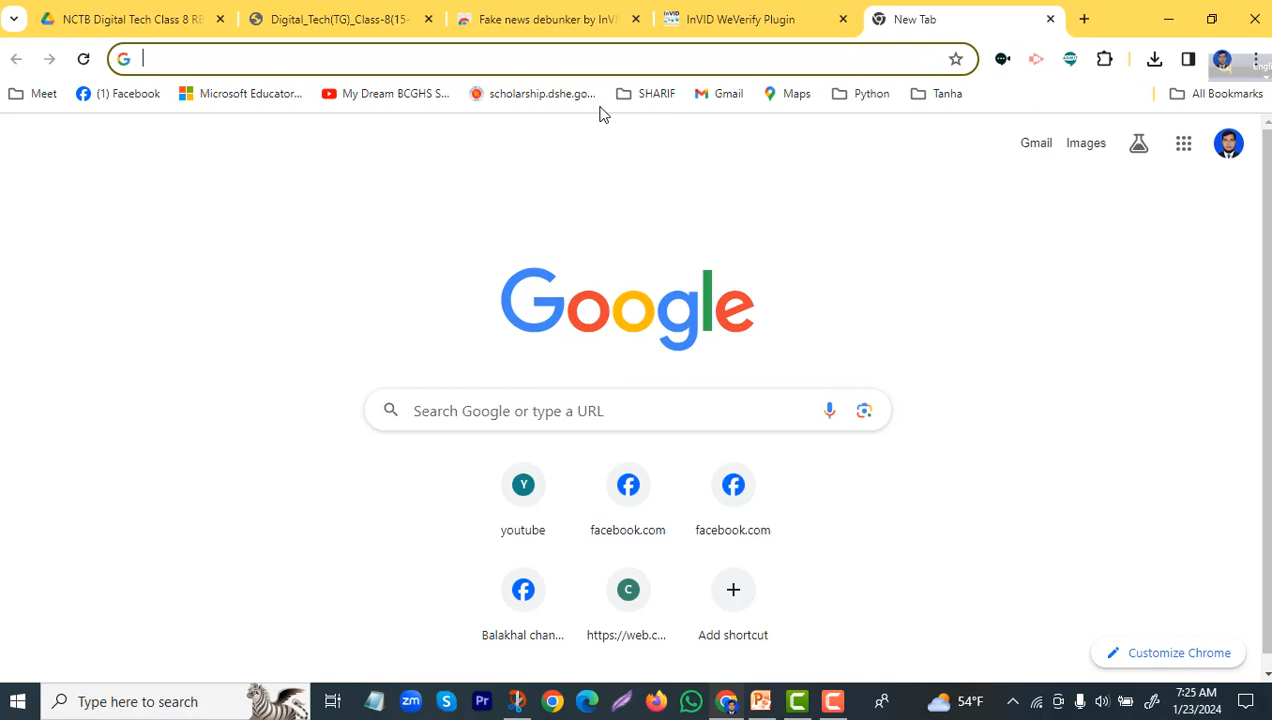 NCTB Digital Tech Class 8 RE
Digital_Tech(TG)_Class-8(15-
Fake news debunker by InVI
InVID WeVerify Plugin
New Tab
Meet
(1) Facebook
Microsoft Educator...
My Dream BCGHS S...
scholarship.dshe.go...
SHARIF
Gmail
Maps
Python
Tanha
All Bookmarks
Gmail
Images
Google
Search Google or type a URL
Y
youtube
facebook.com
facebook.com
Balakhal chan...
C
https://web.c...
Add shortcut
Customize Chrome
Type here to search
54°F
7:25 AM
1/23/2024